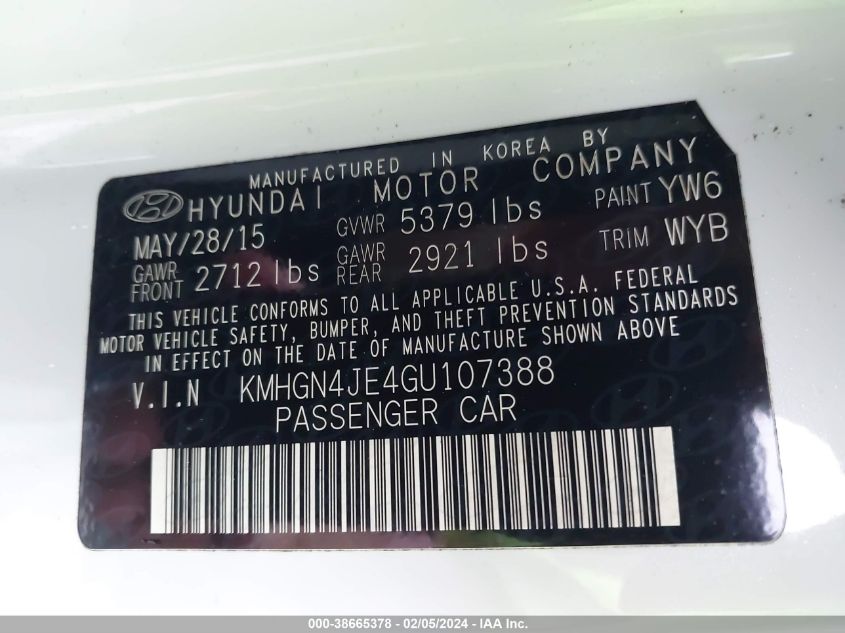 MANUFACTURED IN KOREA BY
HYUNDAI MOTOR COMPANY
MAY/28/15 GVWR 5379 lbs PAINT YW6
GAWR FRONT 2712 lbs GAWR REAR 2921 lbs TRIM WYB
THIS VEHICLE CONFORMS TO ALL APPLICABLE U.S.A. FEDERAL
MOTOR VEHICLE SAFETY, BUMPER, AND THEFT PREVENTION STANDARDS
IN EFFECT ON THE DATE OF MANUFACTURE SHOWN ABOVE
V.I.N KMHGN4JE4GU107388
PASSENGER CAR
000-38665378 - 02/05/2024 - IAA Inc.